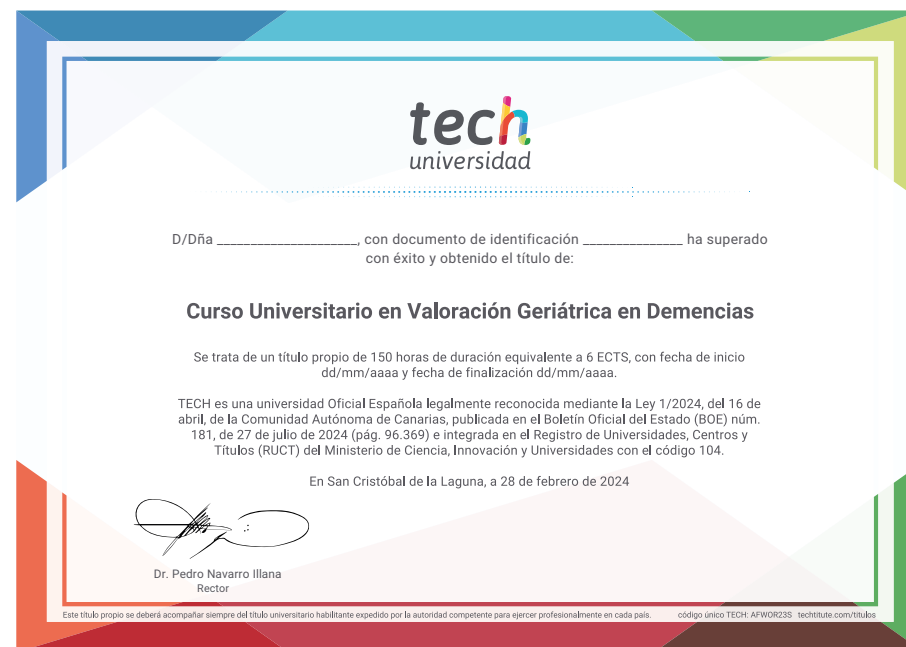 tech
universidad
D/Dña _____________________, con documento de identificación _______________ ha superado
con éxito y obtenido el título de:
Curso Universitario en Valoración Geriátrica en Demencias
Se trata de un título propio de 150 horas de duración equivalente a 6 ECTS, con fecha de inicio
dd/mm/aaaa y fecha de finalización dd/mm/aaaa.
TECH es una universidad Oficial Española legalmente reconocida mediante la Ley 1/2024, del 16 de
abril, de la Comunidad Autónoma de Canarias, publicada en el Boletín Oficial del Estado (BOE) núm.
181, de 27 de julio de 2024 (pág. 96.369) e integrada en el Registro de Universidades, Centros y
Títulos (RUCT) del Ministerio de Ciencia, Innovación y Universidades con el código 104.
En San Cristóbal de la Laguna, a 28 de febrero de 2024
Dr. Pedro Navarro Illana
Rector
Este título propio se deberá acompañar siempre del título universitario habilitante expedido por la autoridad competente para ejercer profesionalmente en cada país. código único TECH: AFWOR23S techtitute.com/titulos